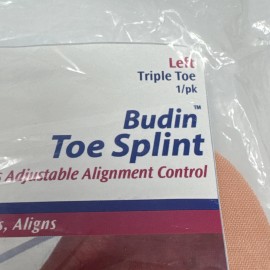 Left
Triple Toe
1/pk
Budin™
Toe Splint
Adjustable Alignment Control
, Aligns